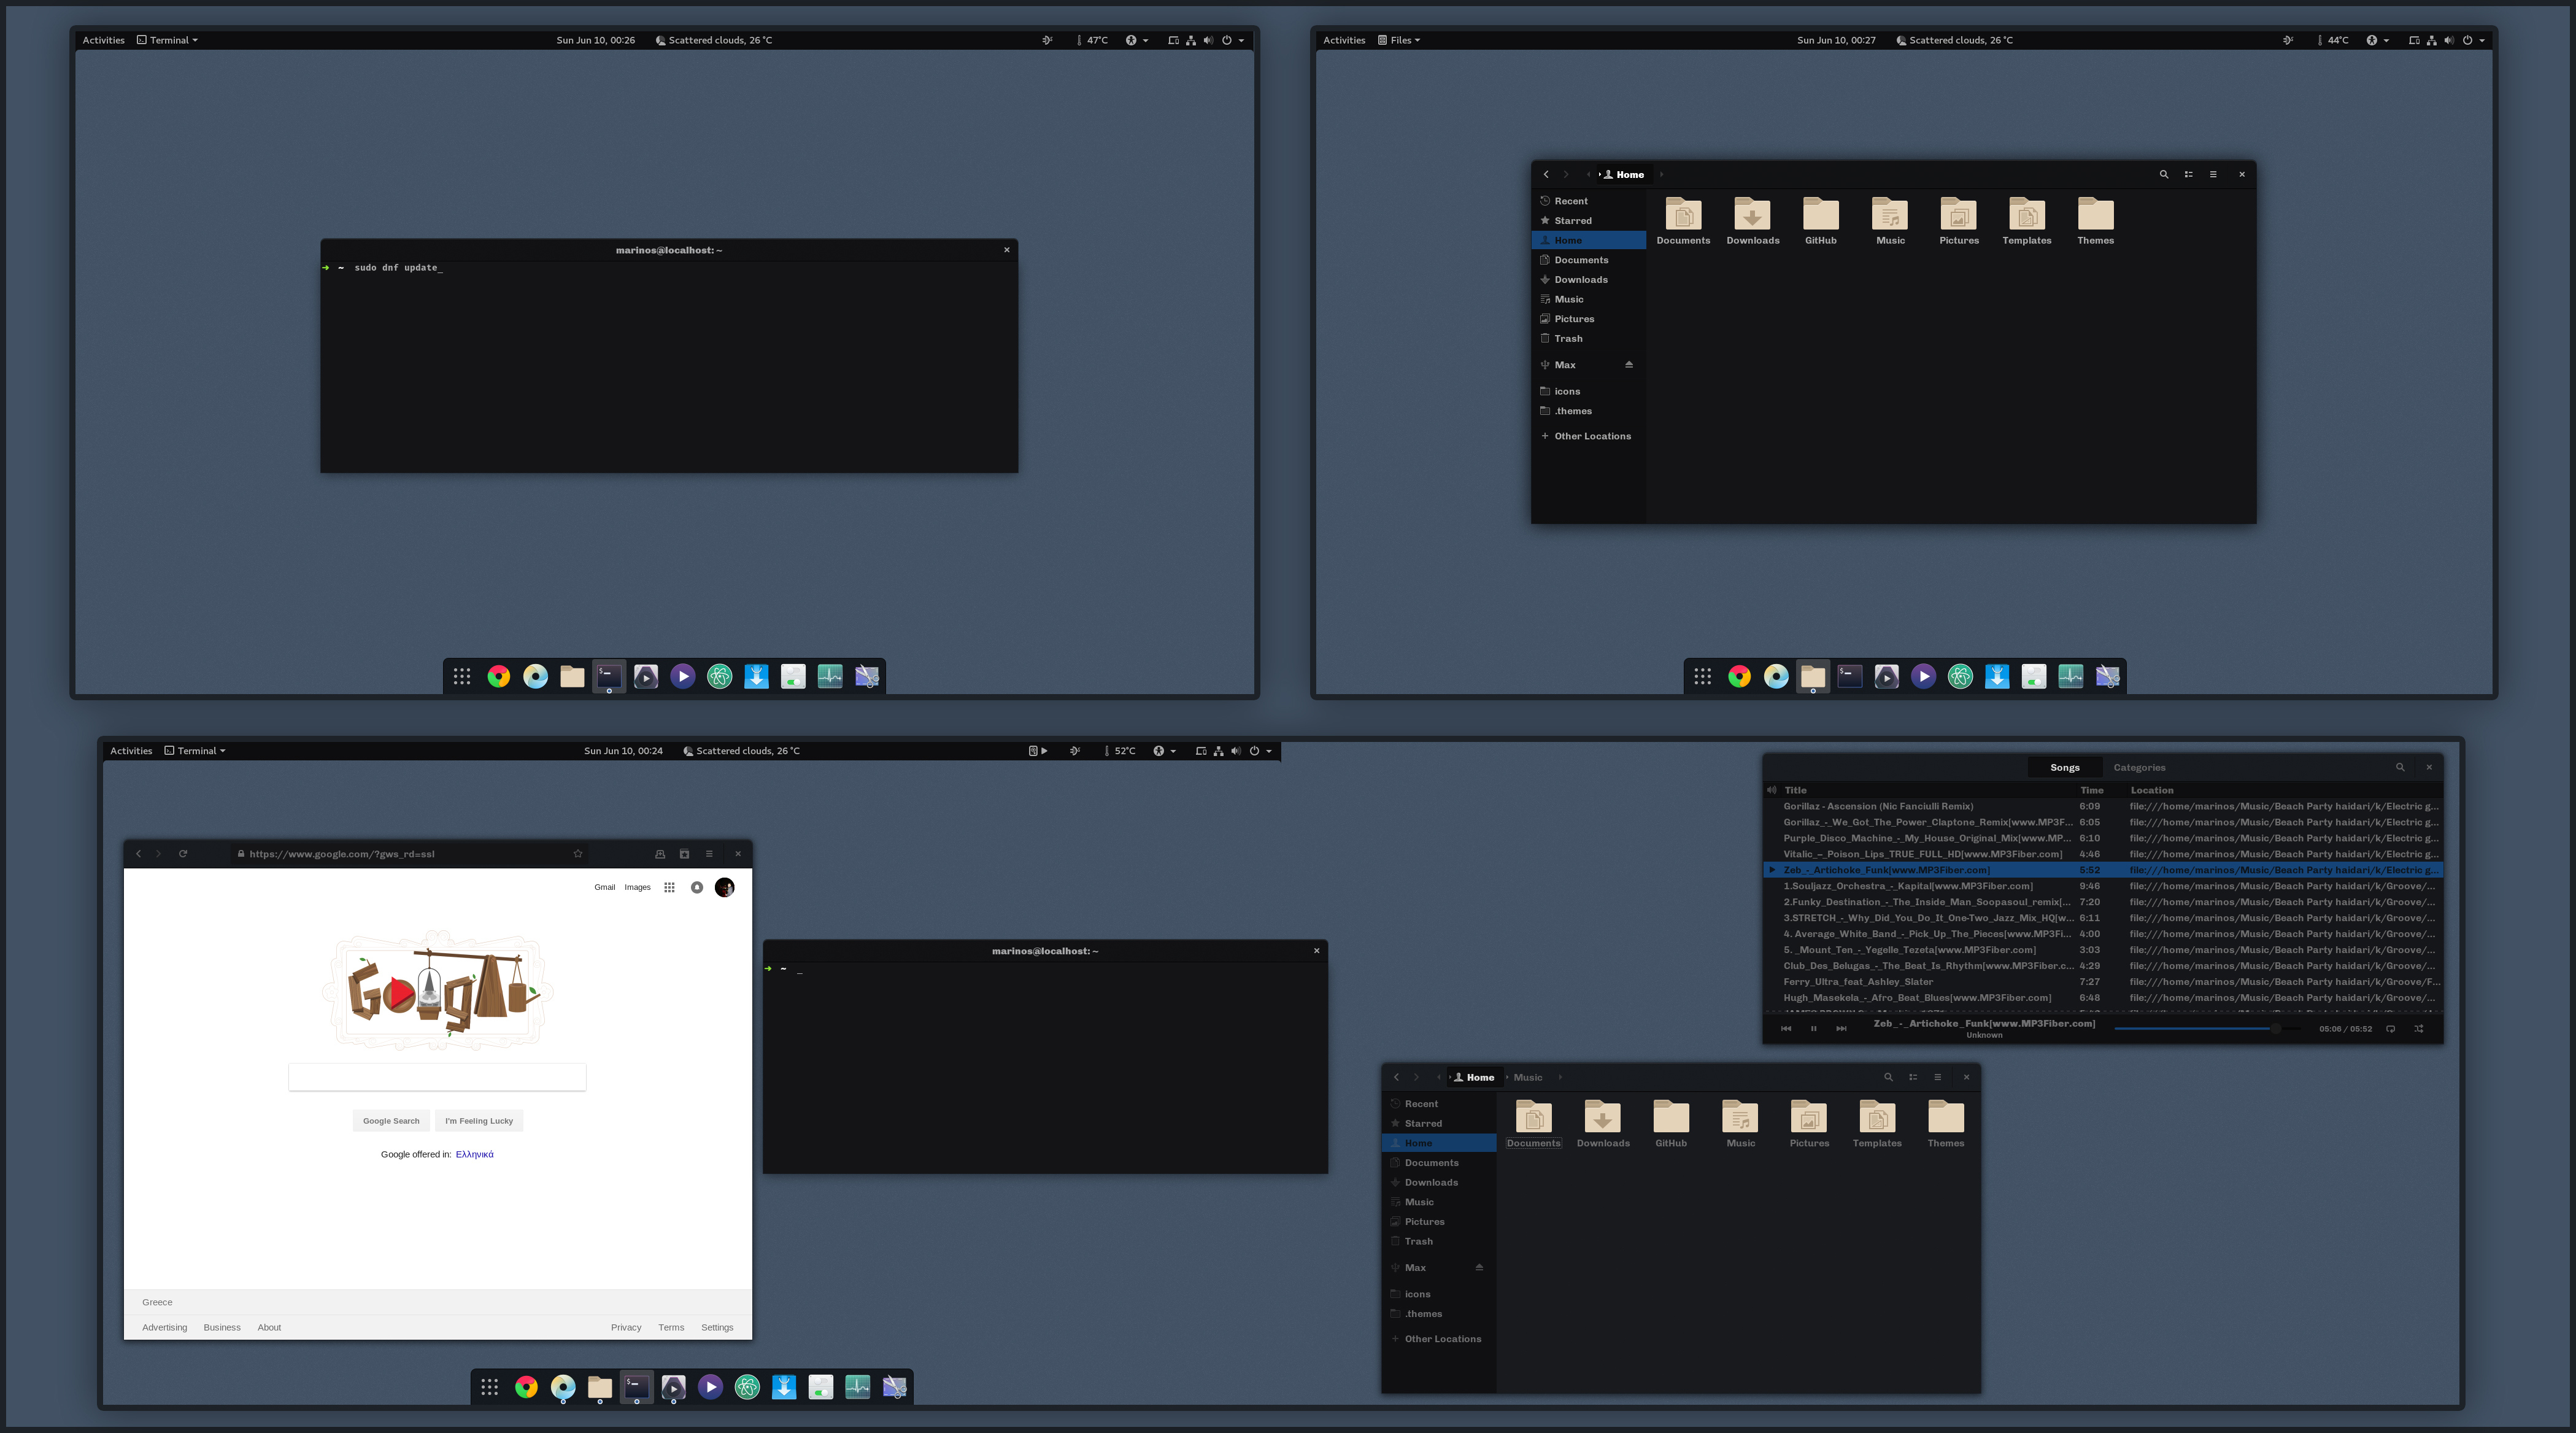 Activities Terminal Sun Jun 10, 00:26 Scattered clouds, 26 °C 47°C
marinos@localhost: ~
➜ ~ sudo dnf update_
Activities Files Sun Jun 10, 00:27 Scattered clouds, 26 °C 44°C
Home
Recent
Starred
Home
Documents
Downloads
Music
Pictures
Trash
Max
icons
.themes
Other Locations
Documents Downloads GitHub Music Pictures Templates Themes
Activities Terminal Sun Jun 10, 00:24 Scattered clouds, 26 °C 52°C
https://www.google.com/?gws_rd=ssl
Gmail Images
Google Search I'm Feeling Lucky
Google offered in: Ελληνικά
Greece
Advertising Business About Privacy Terms Settings
marinos@localhost: ~
➜ ~ _
Songs Categories
Title Time Location
Gorillaz - Ascension (Nic Fanciulli Remix) 6:09 file:///home/marinos/Music/Beach Party haidari/k/Electric g...
Gorillaz_-_We_Got_The_Power_Claptone_Remix[www.MP3F... 6:05 file:///home/marinos/Music/Beach Party haidari/k/Electric g...
Purple_Disco_Machine_-_My_House_Original_Mix[www.MP... 6:10 file:///home/marinos/Music/Beach Party haidari/k/Electric g...
Vitalic_–_Poison_Lips_TRUE_FULL_HD[www.MP3Fiber.com] 4:46 file:///home/marinos/Music/Beach Party haidari/k/Electric g...
Zeb_-_Artichoke_Funk[www.MP3Fiber.com] 5:52 file:///home/marinos/Music/Beach Party haidari/k/Electric g...
1.Souljazz_Orchestra_-_Kapital[www.MP3Fiber.com] 9:46 file:///home/marinos/Music/Beach Party haidari/k/Groove/...
2.Funky_Destination_-_The_Inside_Man_Soopasoul_remix[... 7:20 file:///home/marinos/Music/Beach Party haidari/k/Groove/...
3.STRETCH_-_Why_Did_You_Do_It_One-Two_Jazz_Mix_HQ[w... 6:11 file:///home/marinos/Music/Beach Party haidari/k/Groove/...
4. Average_White_Band_-_Pick_Up_The_Pieces[www.MP3Fi... 4:00 file:///home/marinos/Music/Beach Party haidari/k/Groove/...
5. _Mount_Ten_-_Yegelle_Tezeta[www.MP3Fiber.com] 3:03 file:///home/marinos/Music/Beach Party haidari/k/Groove/...
Club_Des_Belugas_-_The_Beat_Is_Rhythm[www.MP3Fiber.c... 4:29 file:///home/marinos/Music/Beach Party haidari/k/Groove/...
Ferry_Ultra_feat_Ashley_Slater 7:27 file:///home/marinos/Music/Beach Party haidari/k/Groove/F...
Hugh_Masekela_-_Afro_Beat_Blues[www.MP3Fiber.com] 6:48 file:///home/marinos/Music/Beach Party haidari/k/Groove/...
Zeb_-_Artichoke_Funk[www.MP3Fiber.com]
Unknown
05:06 / 05:52
Home Music
Recent
Starred
Home
Documents
Downloads
Music
Pictures
Trash
Max
icons
.themes
Other Locations
Documents Downloads GitHub Music Pictures Templates Themes